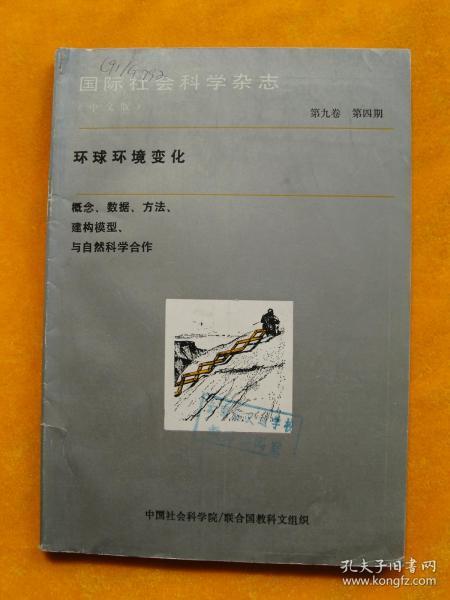 国际社会科学杂志
（中文版）
第九卷 第四期
环球环境变化
概念、数据、方法、
建构模型、
与自然科学合作
中国社会科学院/联合国教科文组织
孔夫子旧书网
www.kongfz.com